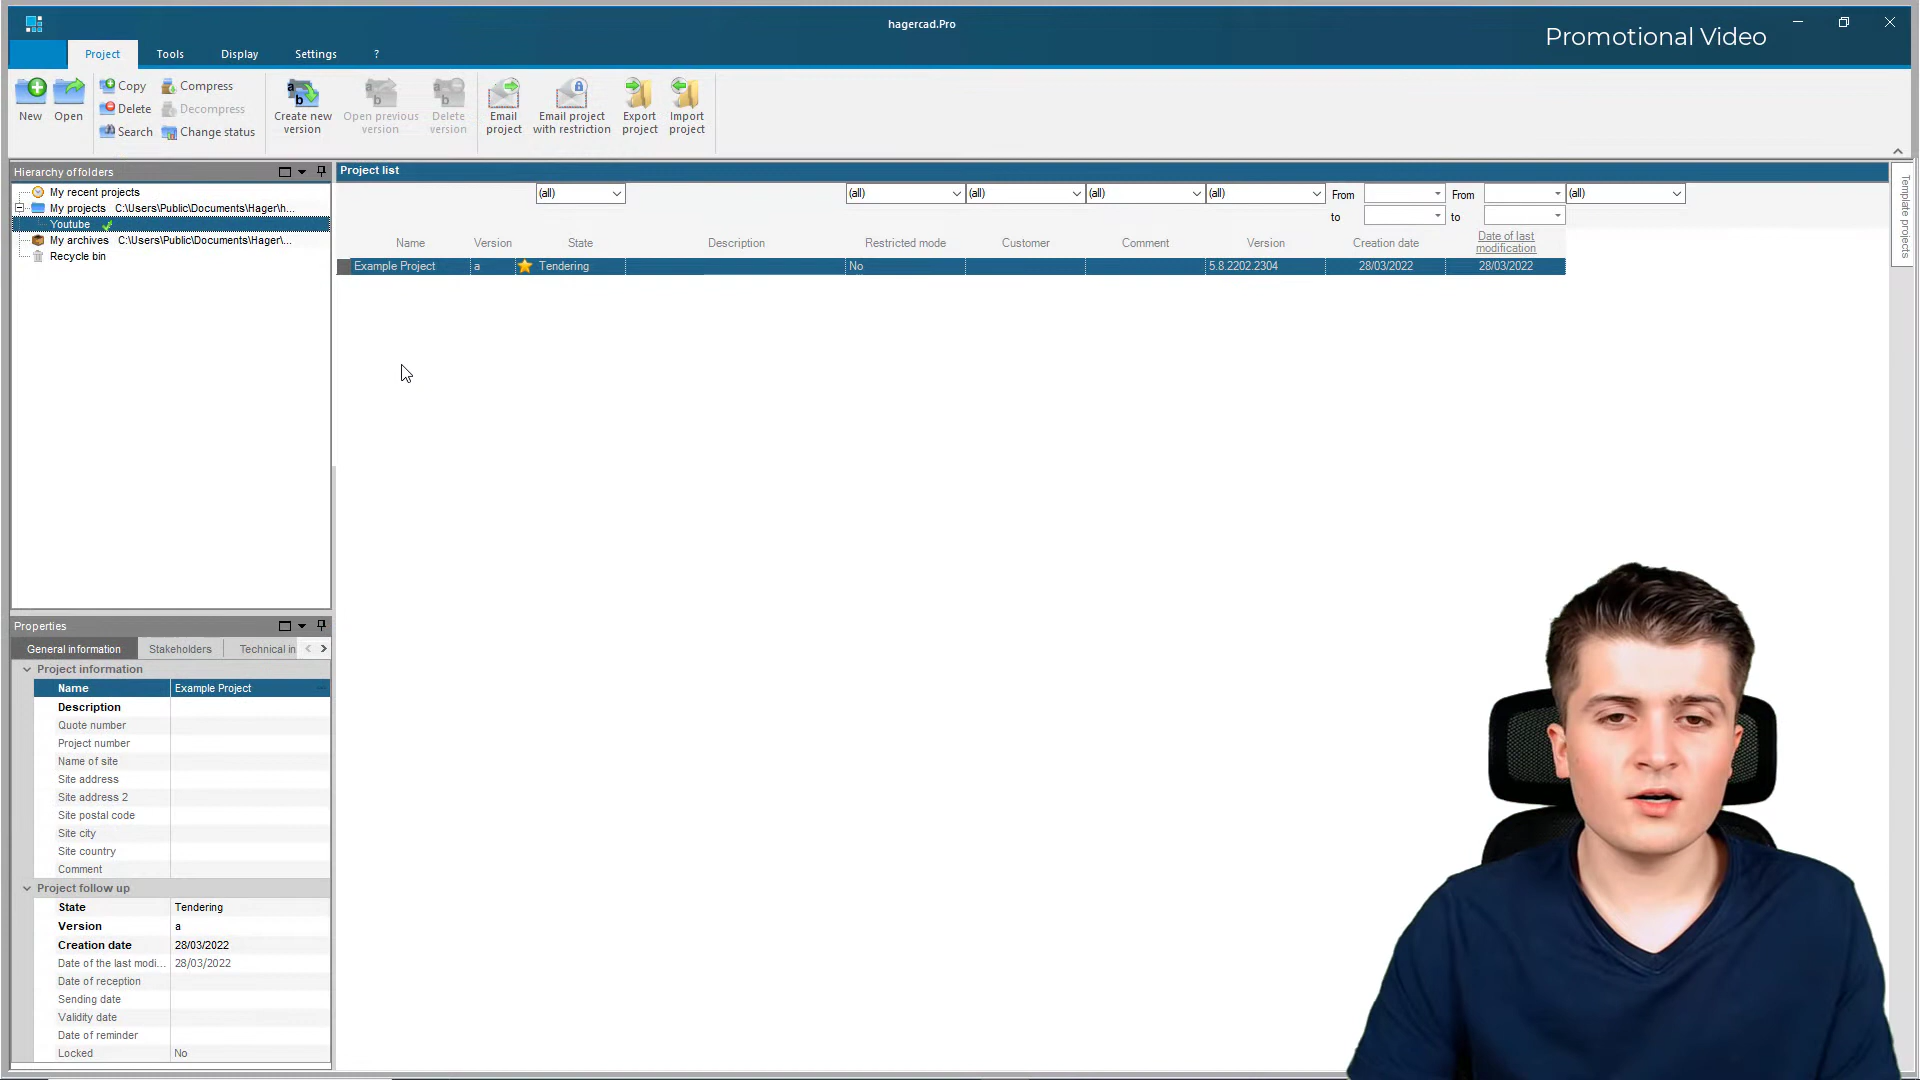 hagercad.Pro
Promotional Video
Project Tools Display Settings ?
New
Open
Copy
Delete
Search
Compress
Decompress
Change status
Create new
version
Open previous
version
Delete
version
Email
project
Email project
with restriction
Export
project
Import
project
Hierarchy of folders
My recent projects
My projects C:\Users\Public\Documents\Hager\h...
Youtube
My archives C:\Users\Public\Documents\Hager\...
Recycle bin
Project list
(all) (all) (all) (all) (all) From From (all)
to to
Name Version State Description Restricted mode Customer Comment Version Creation date Date of last
modification
Example Project a Tendering No 5.8.2202.2304 28/03/2022 28/03/2022
Template projects
Properties
General information Stakeholders Technical in
Project information
Name Example Project
Description
Quote number
Project number
Name of site
Site address
Site address 2
Site postal code
Site city
Site country
Comment
Project follow up
State Tendering
Version a
Creation date 28/03/2022
Date of the last modi... 28/03/2022
Date of reception
Sending date
Validity date
Date of reminder
Locked No